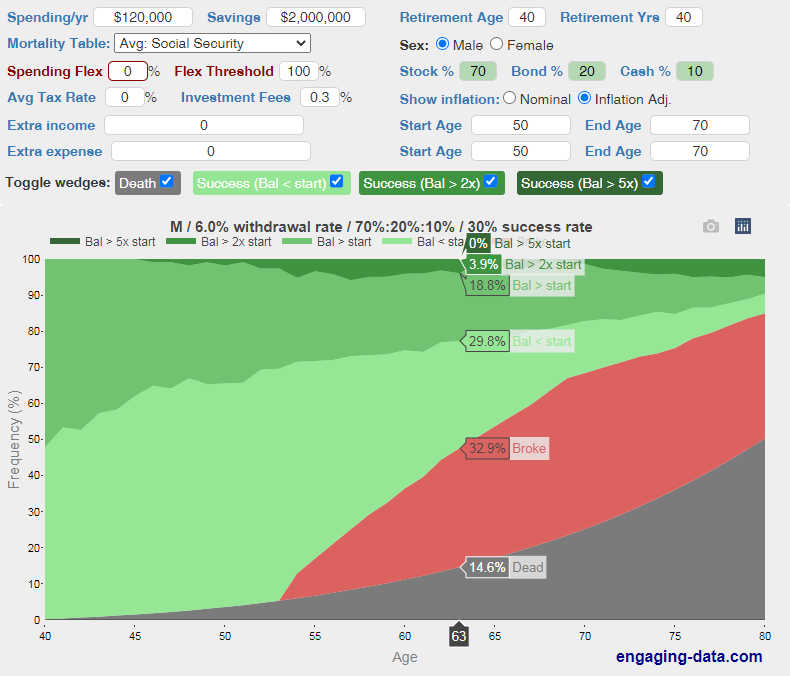 Spending/yr $120,000 Savings $2,000,000 Retirement Age 40 Retirement Yrs 40
Mortality Table: Avg: Social Security Sex: Male Female
Spending Flex 0 % Flex Threshold 100 % Stock % 70 Bond % 20 Cash % 10
Avg Tax Rate 0 % Investment Fees 0.3 % Show inflation: Nominal Inflation Adj.
Extra income 0 Start Age 50 End Age 70
Extra expense 0 Start Age 50 End Age 70
Toggle wedges: Death Success (Bal < start) Success (Bal > 2x) Success (Bal > 5x)
M / 6.0% withdrawal rate / 70%:20%:10% / 30% success rate
Bal > 5x start Bal > 2x start Bal > start Bal < sta
0% Bal > 5x start
3.9% Bal > 2x start
18.8% Bal > start
29.8% Bal < start
32.9% Broke
14.6% Dead
100
90
80
70
60
50
40
30
20
10
0
Frequency (%)
40 45 50 55 60 63 65 70 75 80
Age
engaging-data.com